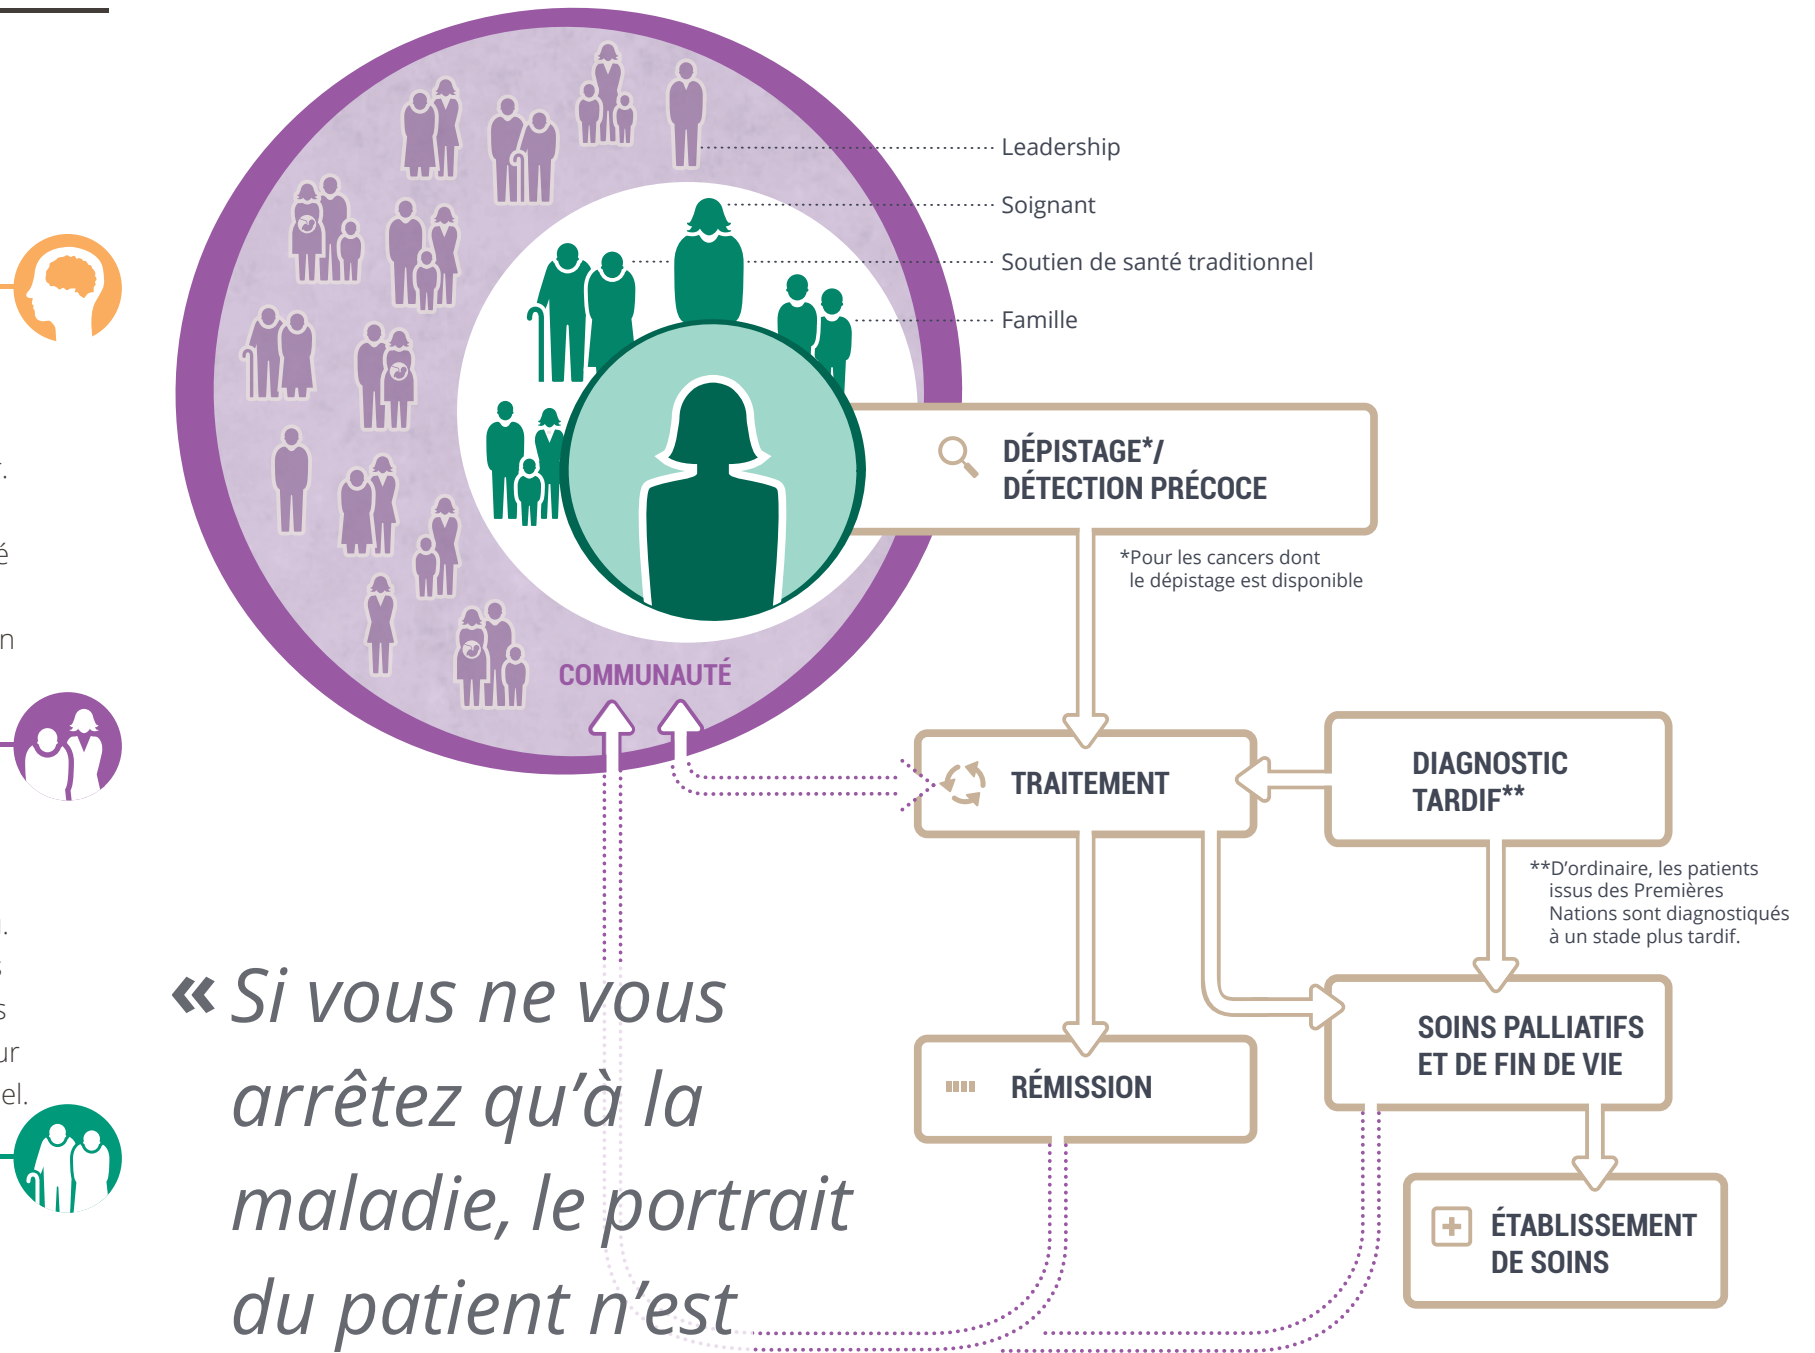 Leadership
Soignant
Soutien de santé traditionnel
Famille
DÉPISTAGE*/
DÉTECTION PRÉCOCE
*Pour les cancers dont
le dépistage est disponible
COMMUNAUTÉ
TRAITEMENT
DIAGNOSTIC
TARDIF**
**D'ordinaire, les patients
issus des Premières
Nations sont diagnostiqués
à un stade plus tardif.
SOINS PALLIATIFS
ET DE FIN DE VIE
RÉMISSION
ÉTABLISSEMENT
DE SOINS
« Si vous ne vous
arrêtez qu'à la
maladie, le portrait
du patient n'est